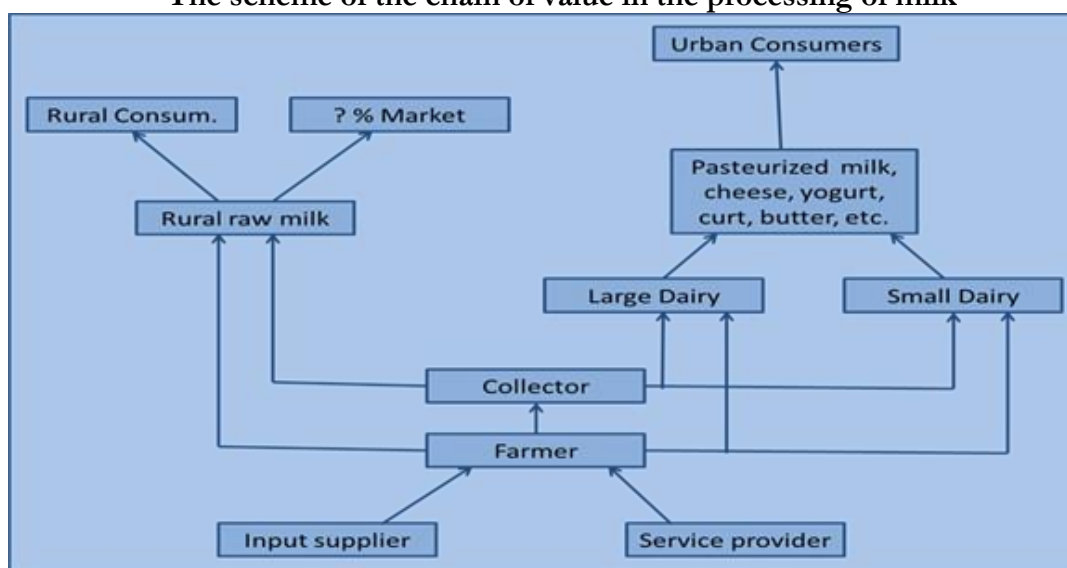 The scheme of the chain of value in the processing of milk
Urban Consumers
Rural Consum.
? % Market
Pasteurized milk,
cheese, yogurt,
curt, butter, etc.
Rural raw milk
Large Dairy
Small Dairy
Collector
Farmer
Input supplier
Service provider